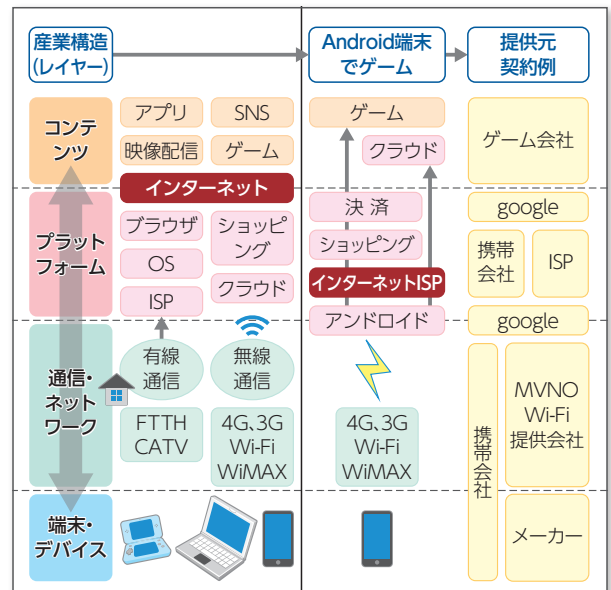 産業構造
(レイヤー)
Android端末
でゲーム
提供元
契約例
コンテ
ンツ
アプリ
SNS
映像配信
ゲーム
インターネット
ゲーム
クラウド
ゲーム会社
プラット
フォーム
ブラウザ
ショッピ
ング
OS
クラウド
ISP
決済
ショッピング
インターネットISP
アンドロイド
google
携帯
会社
ISP
google
通信・
ネット
ワーク
有線
通信
無線
通信
FTTH
CATV
4G、3G
Wi-Fi
WiMAX
4G、3G
Wi-Fi
WiMAX
携帯会社
MVNO
Wi-Fi
提供会社
端末・
デバイス
メーカー